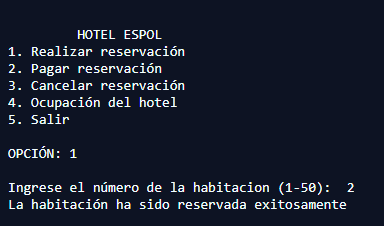 HOTEL ESPOL
1. Realizar reservación
2. Pagar reservación
3. Cancelar reservación
4. Ocupación del hotel
5. Salir
OPCIÓN: 1
Ingrese el número de la habitacion (1-50):  2
La habitación ha sido reservada exitosamente